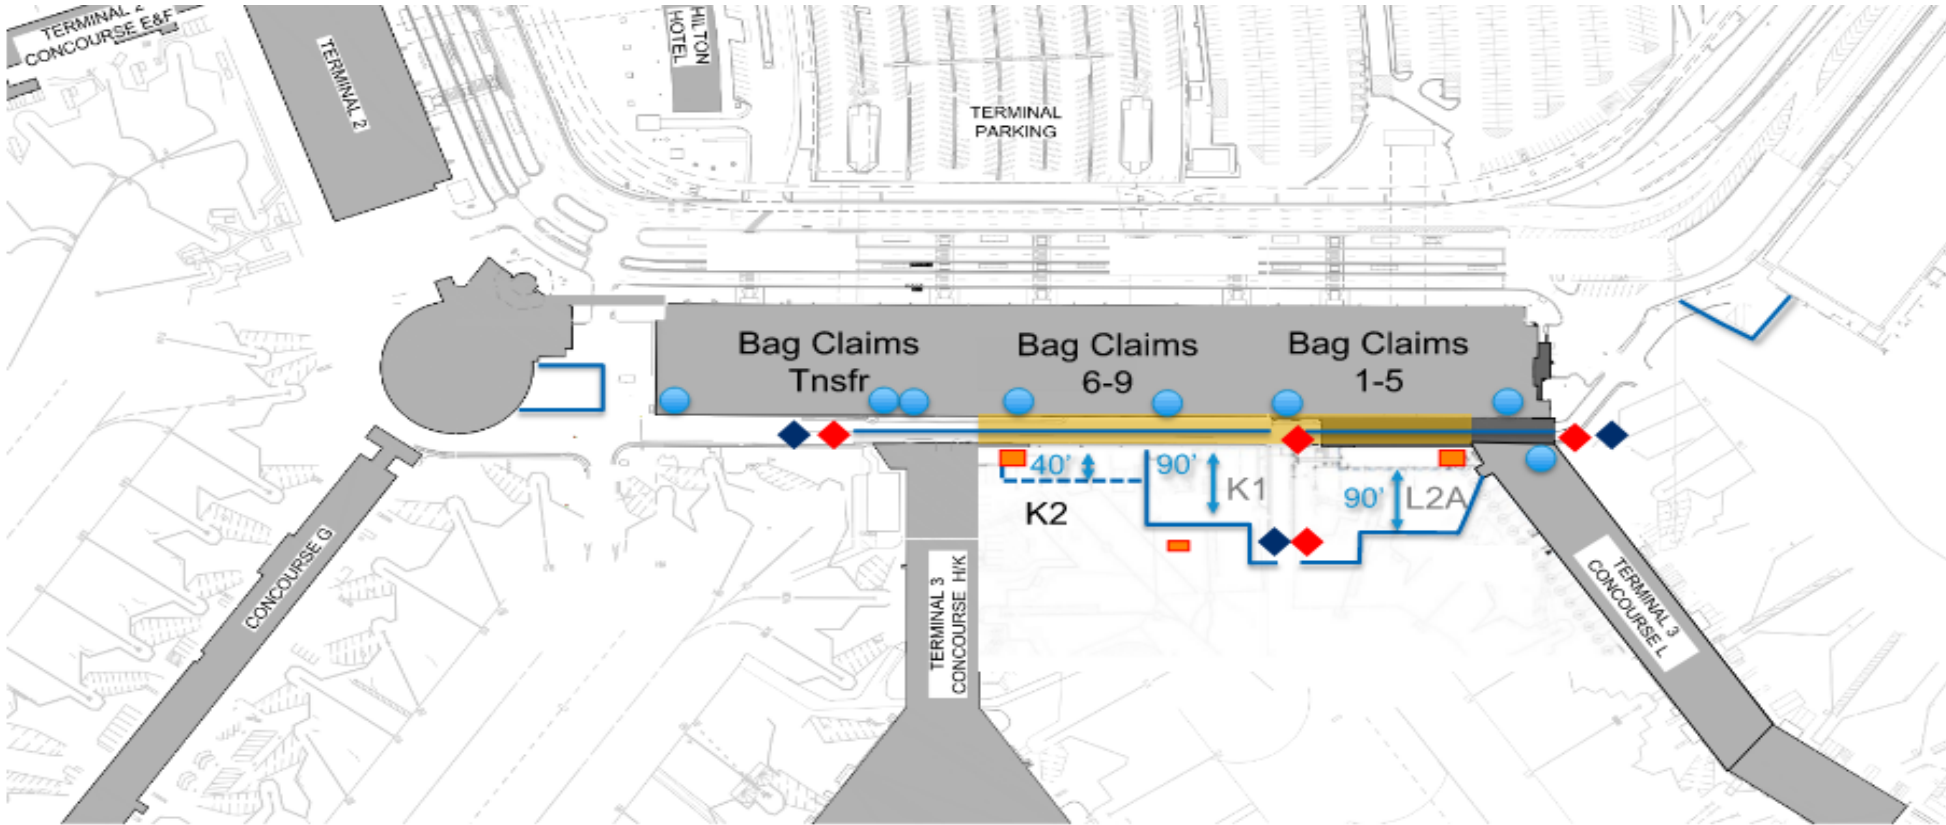 TERMINAL 2
CONCOURSE E&F
TERMINAL 2
HILTON
HOTEL
TERMINAL
PARKING
Bag Claims
Tnsfr
Bag Claims
6-9
Bag Claims
1-5
40'
90'
K1
90'
L2A
K2
CONCOURSE G
TERMINAL 3
CONCOURSE H/K
TERMINAL 3
CONCOURSE L